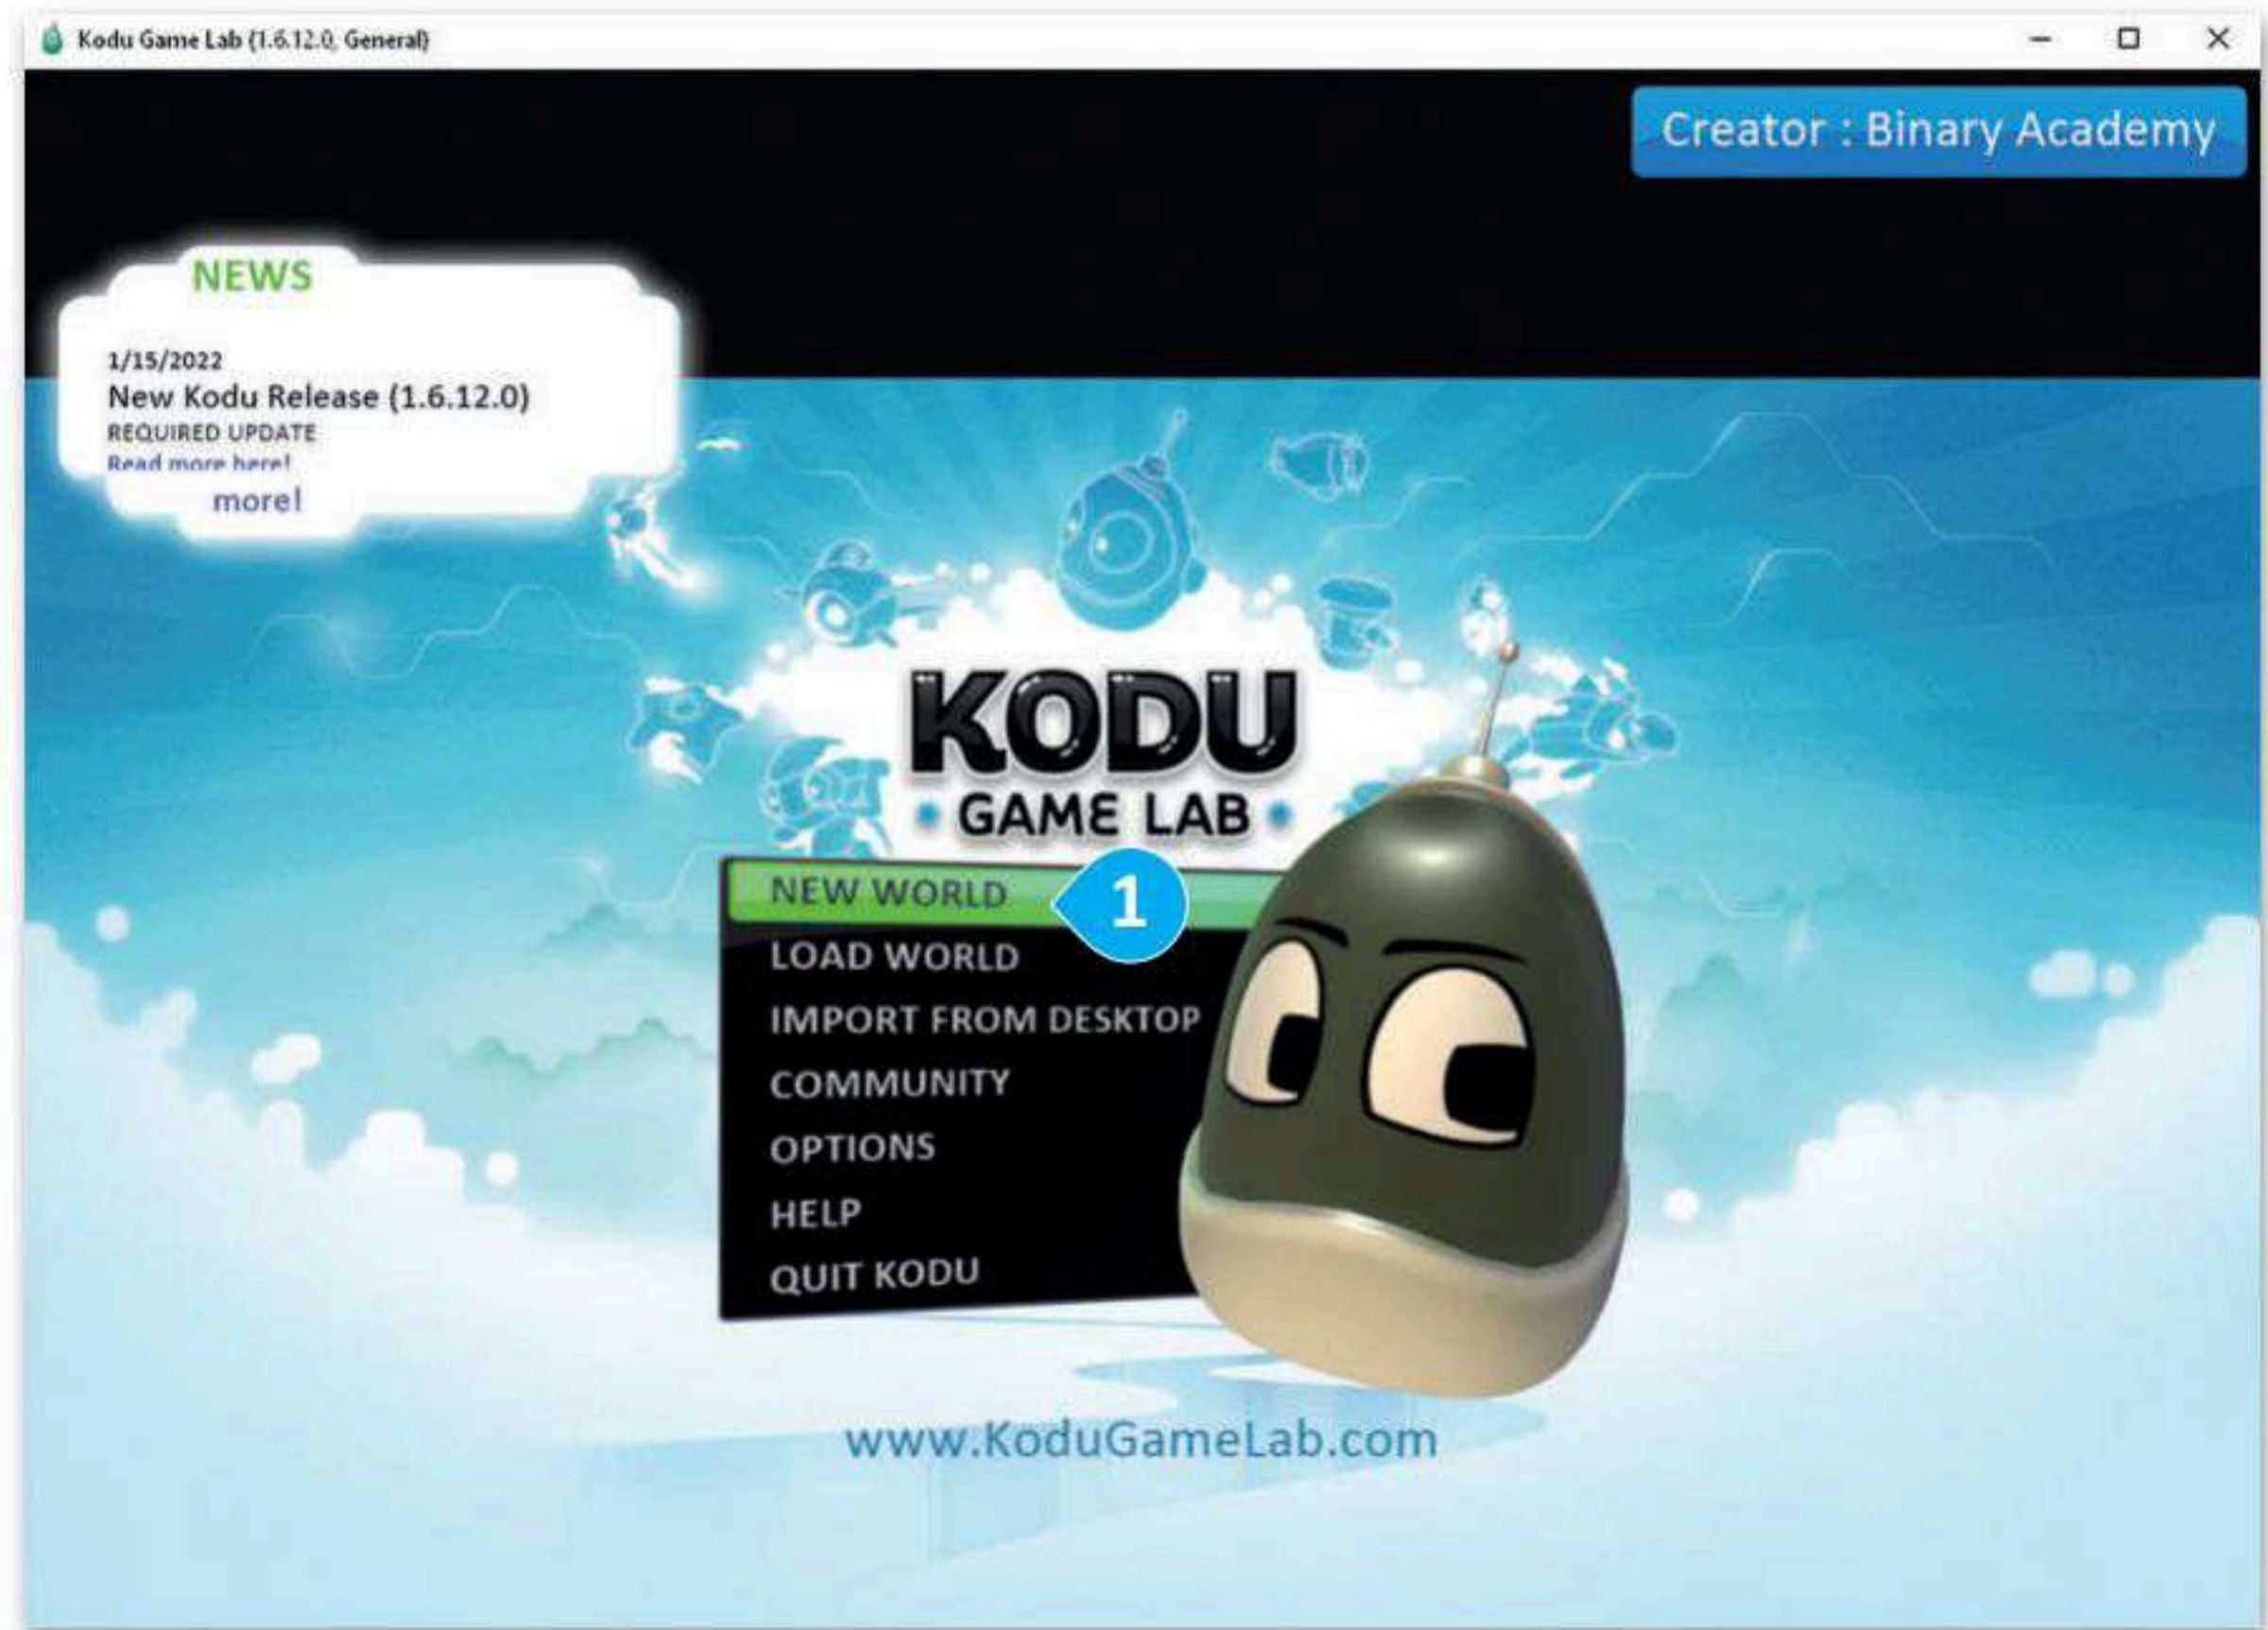 Kodu Game Lab (1.6.12.0, General)
Creator : Binary Academy
NEWS
1/15/2022
New Kodu Release (1.6.12.0)
REQUIRED UPDATE
Read more here!
more!
KODU
GAME LAB
NEW WORLD
1
LOAD WORLD
IMPORT FROM DESKTOP
COMMUNITY
OPTIONS
HELP
QUIT KODU
www.KoduGameLab.com